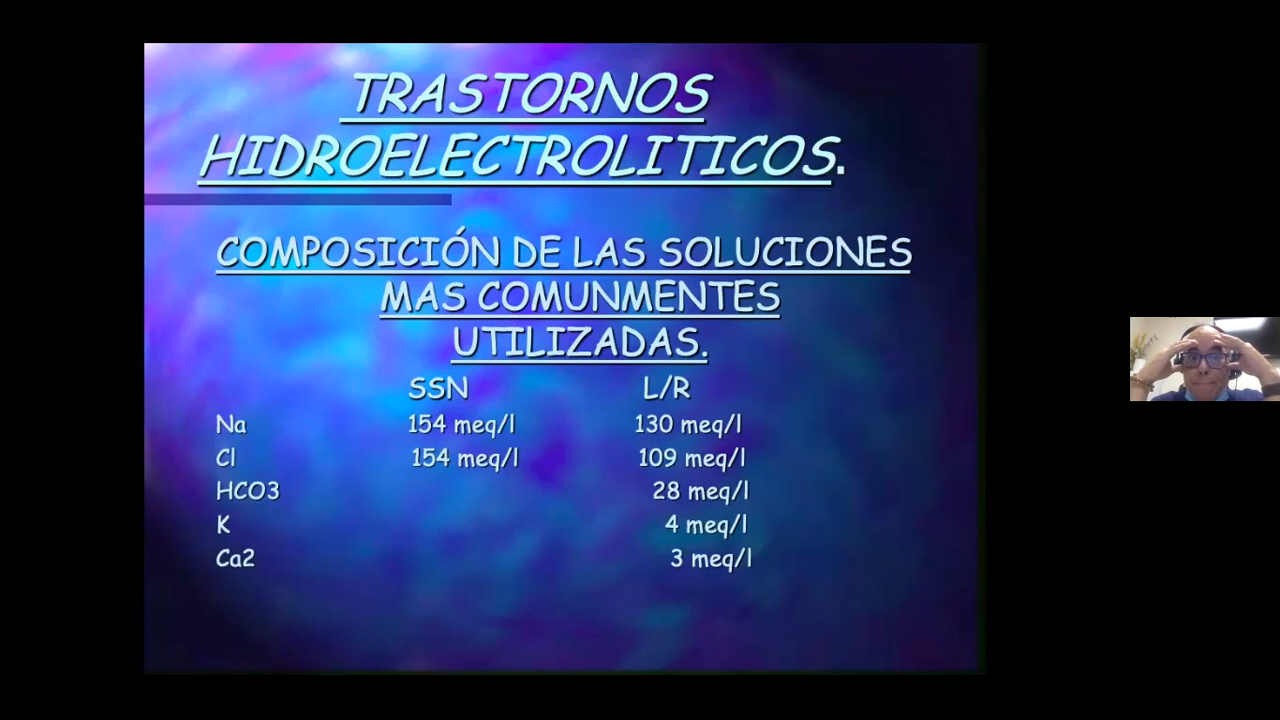 TRASTORNOS
HIDROELECTROLITICOS.
COMPOSICIÓN DE LAS SOLUCIONES
MAS COMUNMENTES
UTILIZADAS.
SSN L/R
Na 154 meq/l 130 meq/l
Cl 154 meq/l 109 meq/l
HCO3 28 meq/l
K 4 meq/l
Ca2 3 meq/l